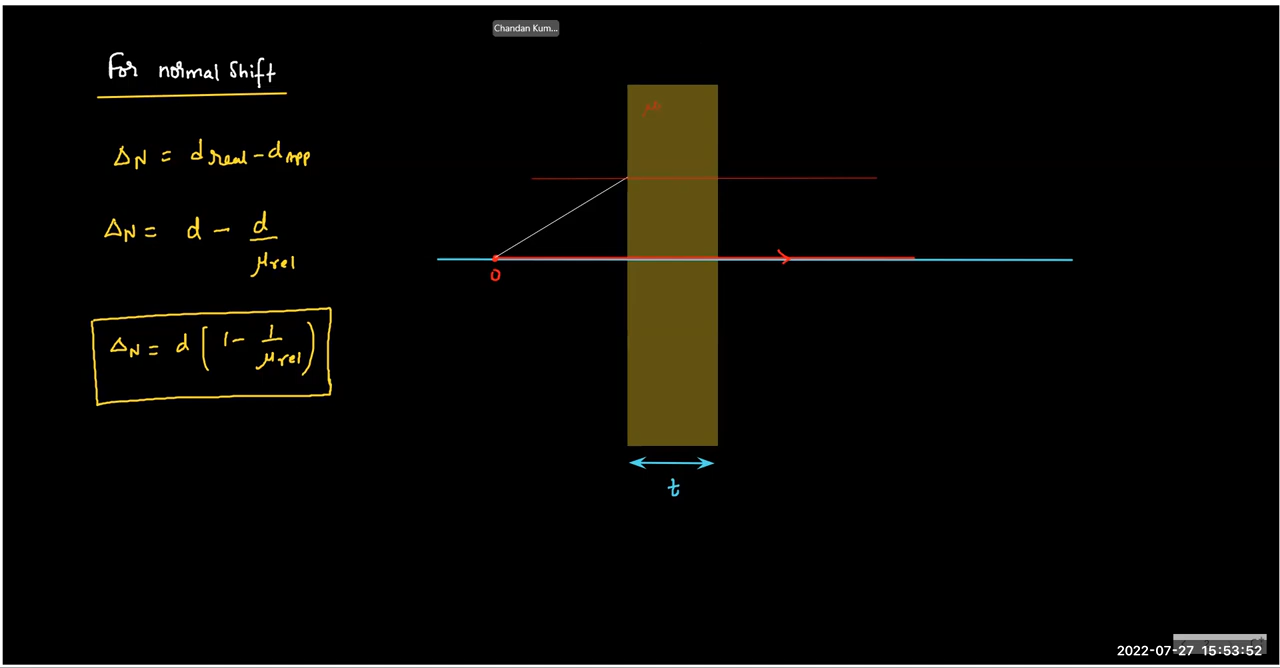 Chandan Kum...
For normal shift
ΔN = dreal - dApp
ΔN = d - d/μrel
ΔN = d ( 1 - 1/μrel )
O
t
2022-07-27 15:53:52